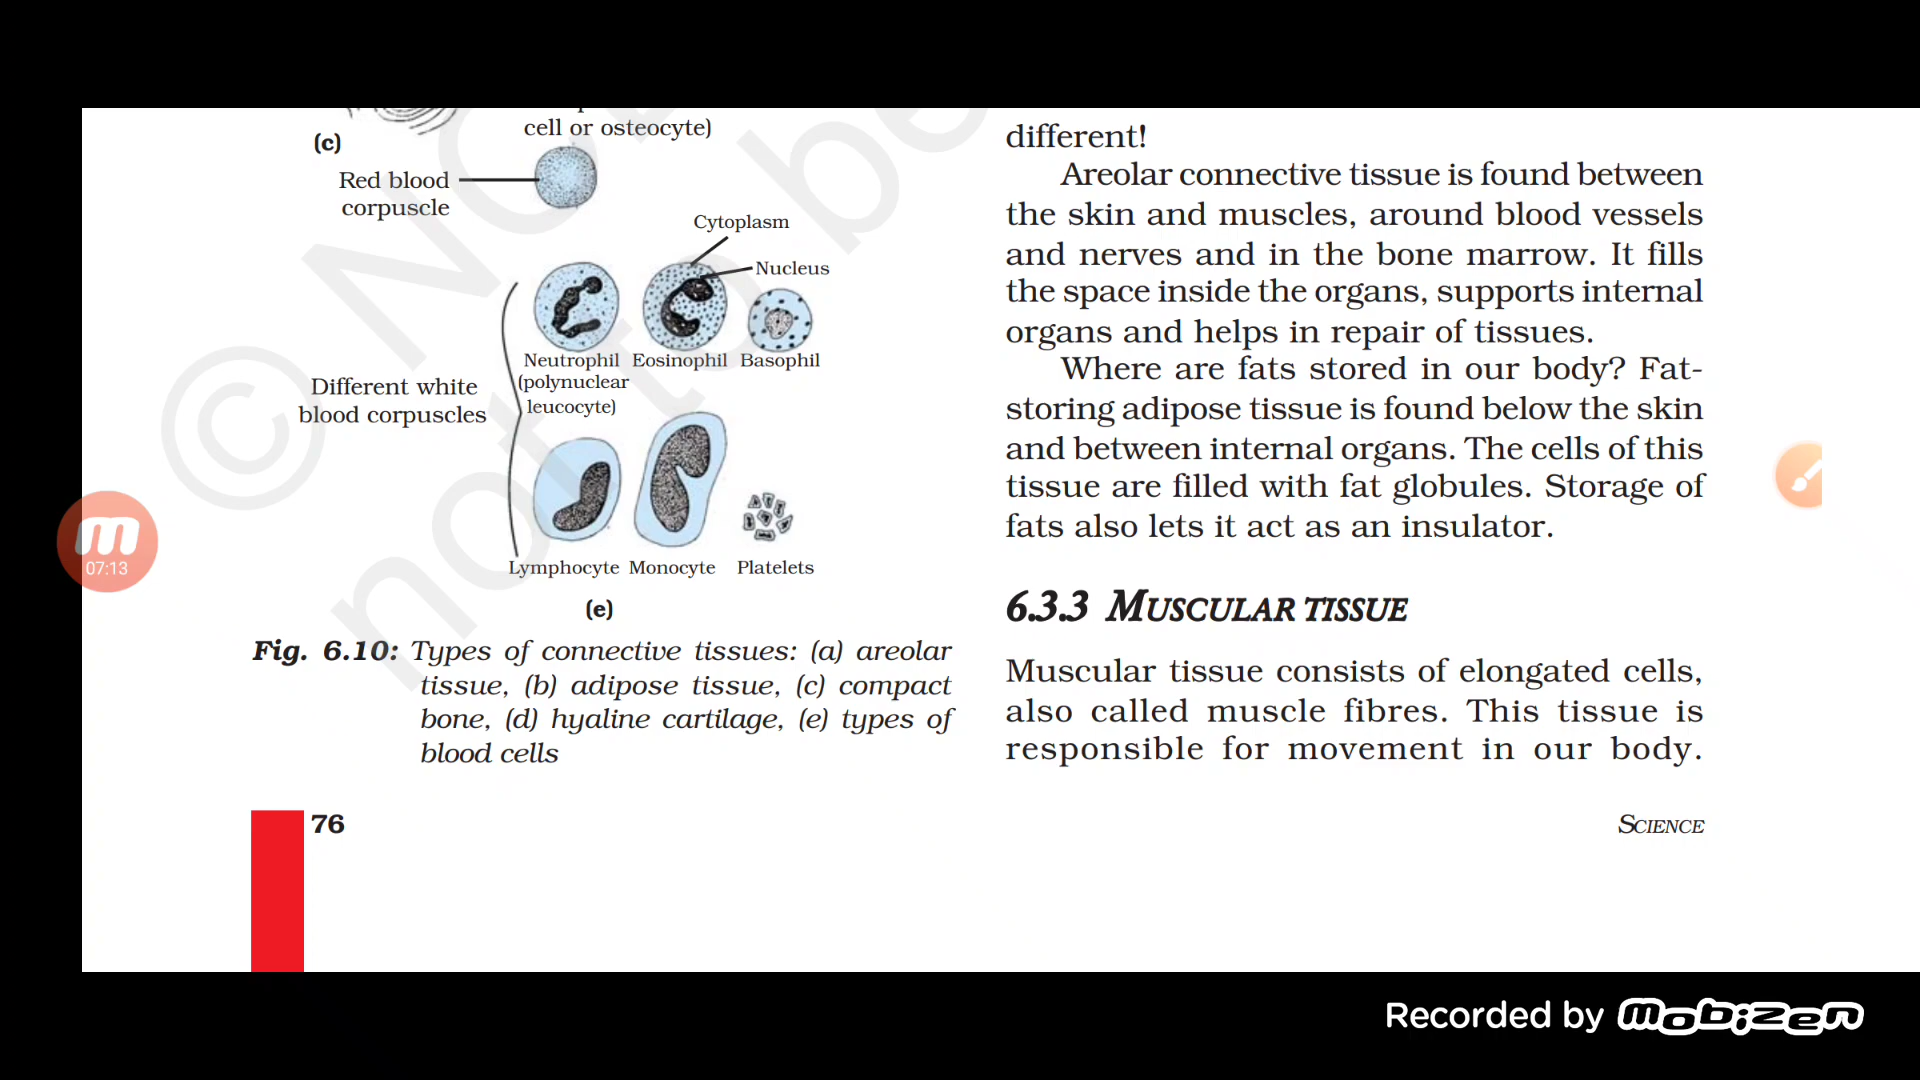 cell or osteocyte)
(c)
Red blood
corpuscle
Cytoplasm
Nucleus
Neutrophil Eosinophil Basophil
(polynuclear
leucocyte)
Different white
blood corpuscles
Lymphocyte Monocyte Platelets
(e)
Fig. 6.10: Types of connective tissues: (a) areolar
tissue, (b) adipose tissue, (c) compact
bone, (d) hyaline cartilage, (e) types of
blood cells
76
different!
Areolar connective tissue is found between
the skin and muscles, around blood vessels
and nerves and in the bone marrow. It fills
the space inside the organs, supports internal
organs and helps in repair of tissues.
Where are fats stored in our body? Fat-
storing adipose tissue is found below the skin
and between internal organs. The cells of this
tissue are filled with fat globules. Storage of
fats also lets it act as an insulator.
6.3.3 MUSCULAR TISSUE
Muscular tissue consists of elongated cells,
also called muscle fibres. This tissue is
responsible for movement in our body.
SCIENCE
© NC
not to be
m
07:13
Recorded by mobizen